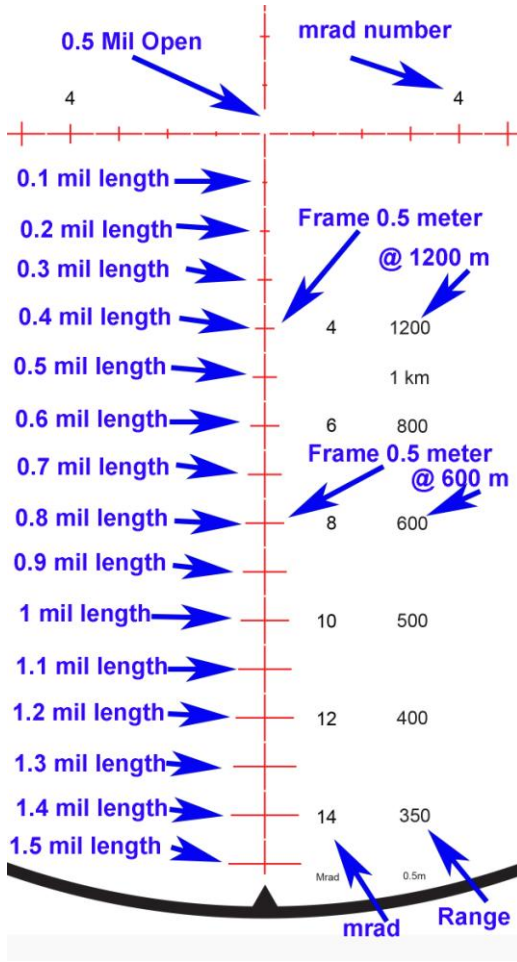 0.5 Mil Open
mrad number
4
4
0.1 mil length
0.2 mil length
Frame 0.5 meter
@ 1200 m
0.3 mil length
0.4 mil length
4
1200
0.5 mil length
1 km
0.6 mil length
6
800
Frame 0.5 meter
@ 600 m
0.7 mil length
0.8 mil length
8
600
0.9 mil length
1 mil length
10
500
1.1 mil length
1.2 mil length
12
400
1.3 mil length
1.4 mil length
14
350
1.5 mil length
Mrad
0.5m
mrad
Range